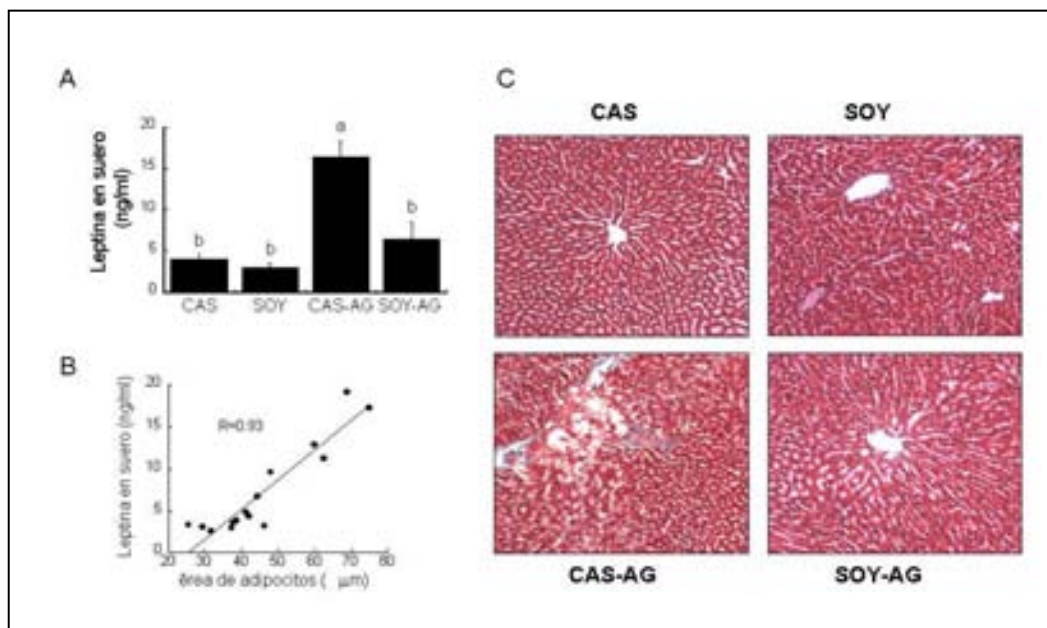 A
Leptina en suero
(ng/ml)
20
15
10
5
0
b
b
a
b
CAS
SOY
CAS-AG
SOY-AG
B
Leptina en suero (ng/ml)
20
15
10
5
0
R=0.93
20
30
40
50
60
70
80
êrea de adipocitos ( µm)
C
CAS
SOY
CAS-AG
SOY-AG